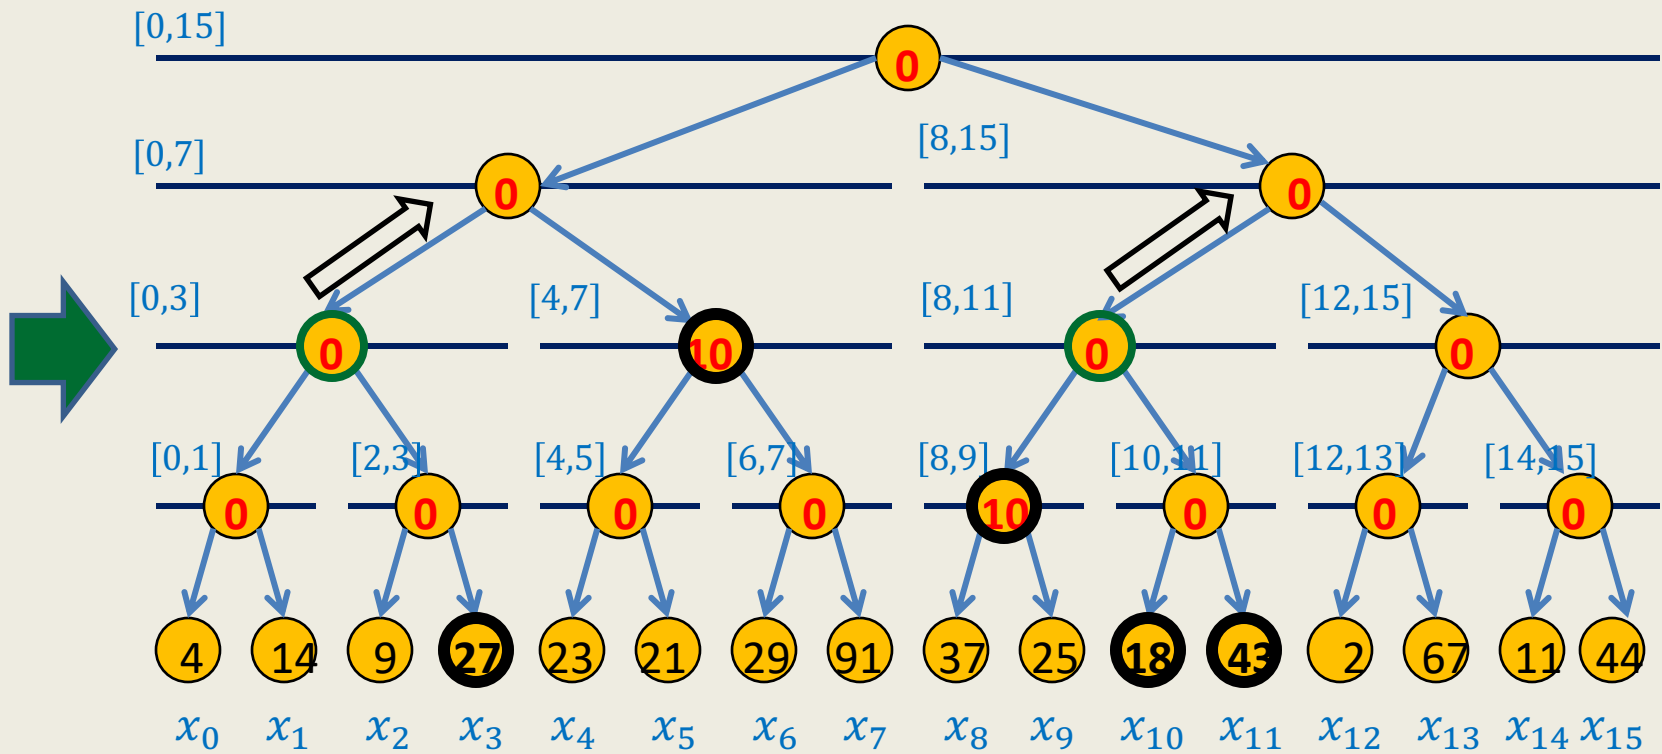 [0,15]
0
[0,7] [8,15]
0 0
[0,3] [4,7] [8,11] [12,15]
0 10 0 0
[0,1] [2,3] [4,5] [6,7] [8,9] [10,11] [12,13] [14,15]
0 0 0 0 10 0 0 0
4 14 9 27 23 21 29 91 37 25 18 43 2 67 11 44
x₀ x₁ x₂ x₃ x₄ x₅ x₆ x₇ x₈ x₉ x₁₀ x₁₁ x₁₂ x₁₃ x₁₄ x₁₅